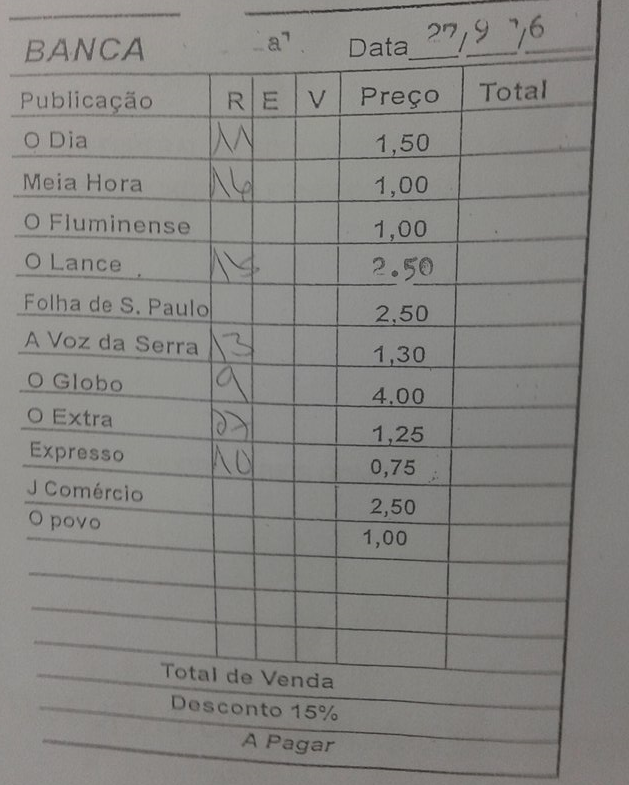 BANCA a Data 27/9/16
Publicação R E V Preço Total
O Dia 11 1,50
Meia Hora 16 1,00
O Fluminense 1,00
O Lance 15 2.50
Folha de S. Paulo 2,50
A Voz da Serra 13 1,30
O Globo 9 4,00
O Extra 1,25
Expresso 10 0,75
J Comércio 2,50
O povo 1,00
Total de Venda
Desconto 15%
A Pagar